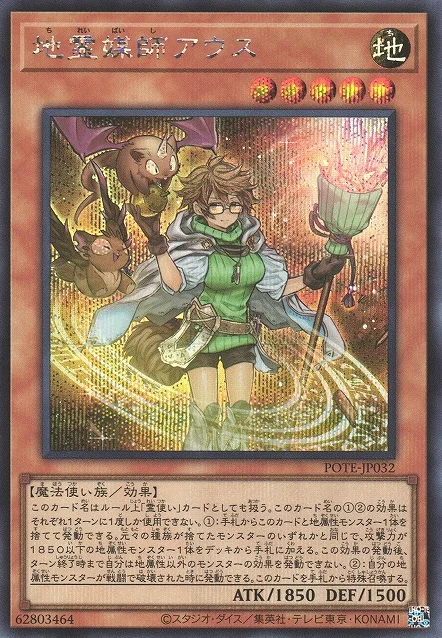 地霊媒師アウス
地
POTE-JP032
【魔法使い族／効果】
このカード名はルール上「霊使い」カードとしても扱う。このカード名の①②の効果は
それぞれ1ターンに1度しか使用できない。①：手札からこのカードと地属性モンスター1体を
捨てて発動できる。元々の種族が捨てたモンスターのいずれかと同じで、攻撃力が
1850以下の地属性モンスター1体をデッキから手札に加える。この効果の発動後、
ターン終了時まで自分は地属性以外のモンスターの効果を発動できない。②：自分の地
属性モンスターが戦闘で破壊された時に発動できる。このカードを手札から特殊召喚する。
ATK/1850 DEF/1500
62803464
©スタジオ・ダイス／集英社・テレビ東京・KONAMI